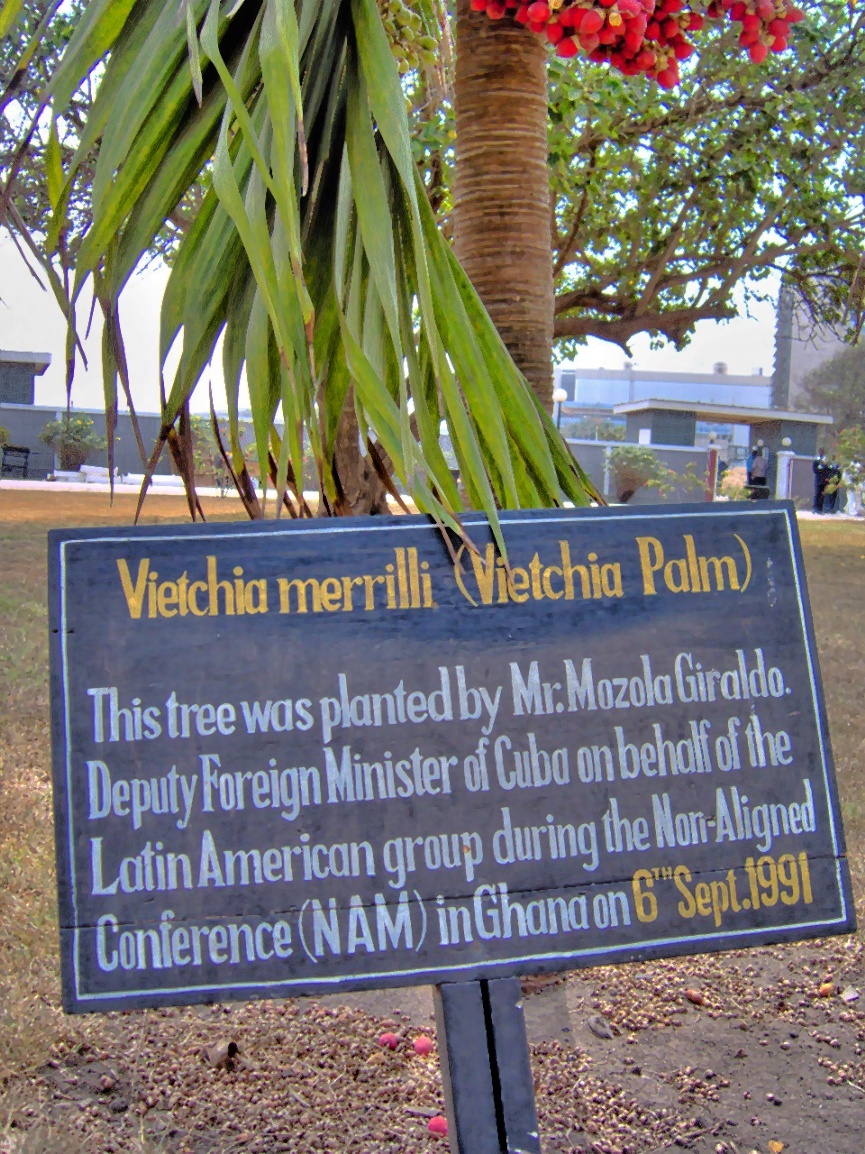 Vietchia merrilli (Vietchia Palm)
This tree was planted by Mr. Mozola Giraldo.
Deputy Foreign Minister of Cuba on behalf of the
Latin American group during the Non-Aligned
Conference (NAM) in Ghana on 6TH Sept. 1991